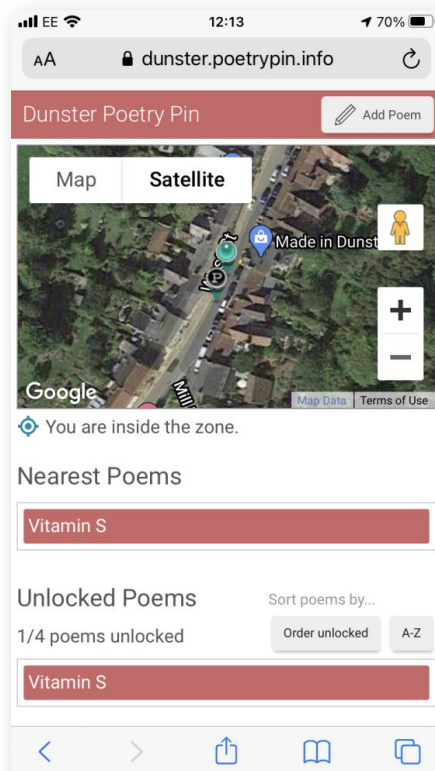 EE 12:13 70%
AA dunster.poetrypin.info
Dunster Poetry Pin Add Poem
Map Satellite
Made in Dunst
P
Google Map Data Terms of Use
You are inside the zone.
Nearest Poems
Vitamin S
Unlocked Poems Sort poems by...
1/4 poems unlocked Order unlocked A-Z
Vitamin S